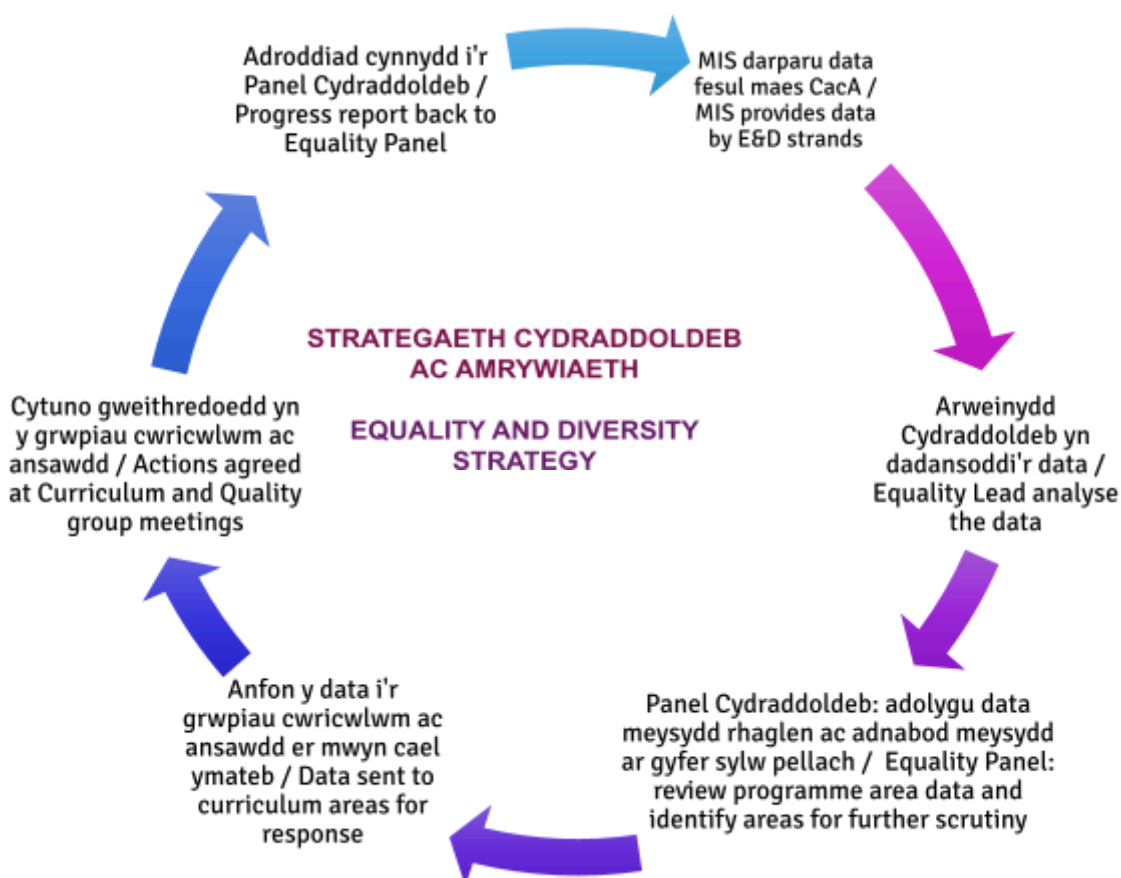 Adroddiad cynnydd i'r
Panel Cydraddoldeb /
Progress report back to
Equality Panel
MIS darparu data
fesul maes CacA /
MIS provides data
by E&D strands
STRATEGAETH CYDRADDOLDEB
AC AMRYWIAETH
EQUALITY AND DIVERSITY
STRATEGY
Arweinydd
Cydraddoldeb yn
dadansoddi'r data /
Equality Lead analyse
the data
Panel Cydraddoldeb: adolygu data
meysydd rhaglen ac adnabod meysydd
ar gyfer sylw pellach / Equality Panel:
review programme area data and
identify areas for further scrutiny
Anfon y data i'r
grwpiau cwricwlwm ac
ansawdd er mwyn cael
ymateb / Data sent to
curriculum areas for
response
Cytuno gweithredoedd yn
y grwpiau cwricwlwm ac
ansawdd / Actions agreed
at Curriculum and Quality
group meetings